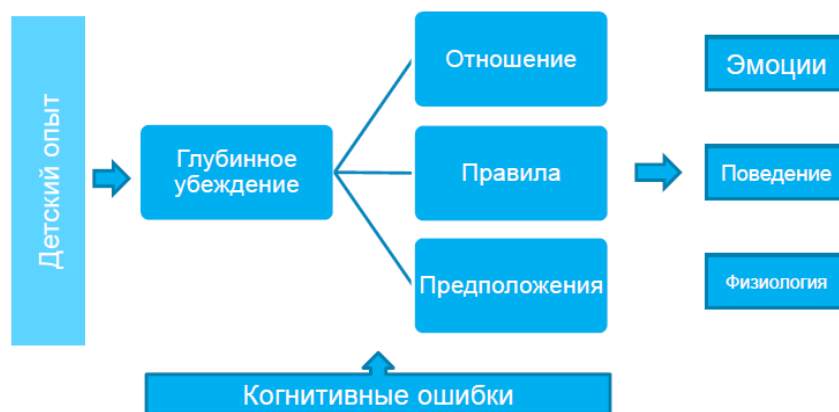 Детский опыт
Глубинное
убеждение
Отношение
Правила
Предположения
Эмоции
Поведение
Физиология
Когнитивные ошибки